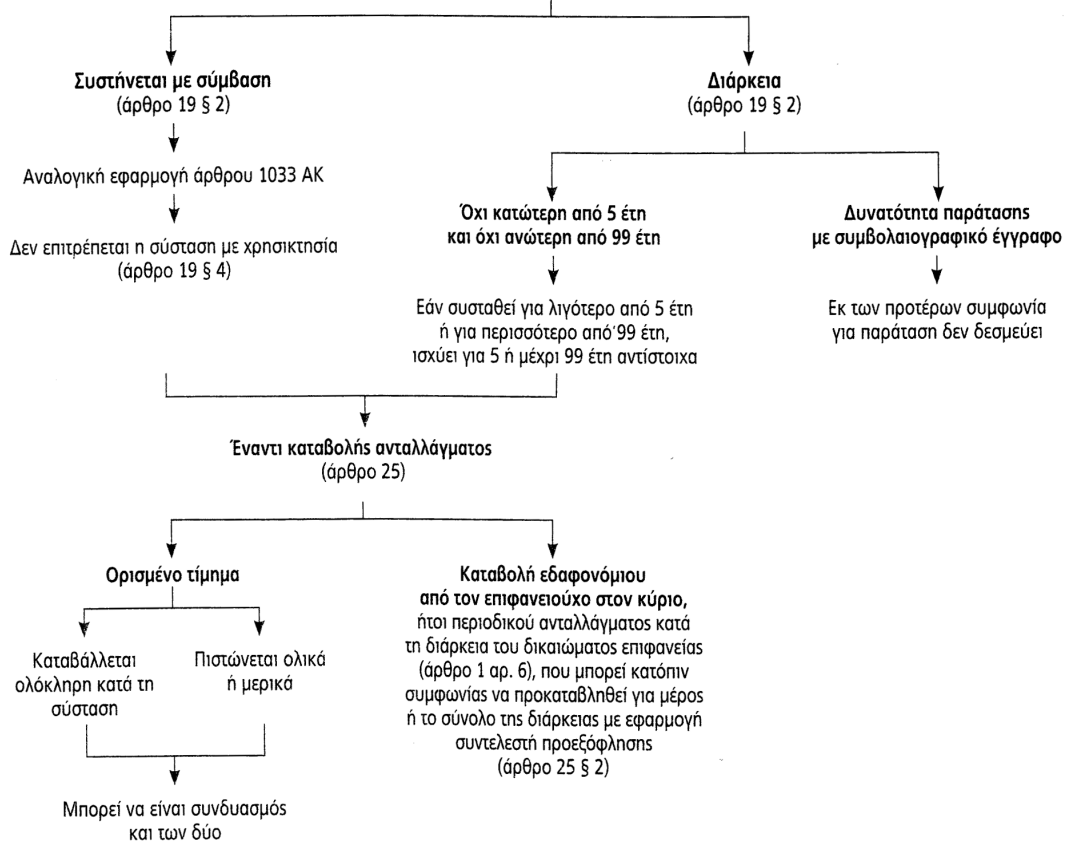 Συστήνεται με σύμβαση
(άρθρο 19 § 2)
Αναλογική εφαρμογή άρθρου 1033 ΑΚ
Δεν επιτρέπεται η σύσταση με χρησικτησία
(άρθρο 19 § 4)
Διάρκεια
(άρθρο 19 § 2)
Όχι κατώτερη από 5 έτη
και όχι ανώτερη από 99 έτη
Εάν συσταθεί για λιγότερο από 5 έτη
ή για περισσότερο από 99 έτη,
ισχύει για 5 ή μέχρι 99 έτη αντίστοιχα
Δυνατότητα παράτασης
με συμβολαιογραφικό έγγραφο
Εκ των προτέρων συμφωνία
για παράταση δεν δεσμεύει
Έναντι καταβολής ανταλλάγματος
(άρθρο 25)
Ορισμένο τίμημα
Καταβάλλεται
ολόκληρη κατά τη
σύσταση
Πιστώνεται ολικά
ή μερικά
Μπορεί να είναι συνδυασμός
και των δύο
Καταβολή εδαφονόμιου
από τον επιφανειούχο στον κύριο,
ήτοι περιοδικού ανταλλάγματος κατά
τη διάρκεια του δικαιώματος επιφανείας
(άρθρο 1 αρ. 6), που μπορεί κατόπιν
συμφωνίας να προκαταβληθεί για μέρος
ή το σύνολο της διάρκειας με εφαρμογή
συντελεστή προεξόφλησης
(άρθρο 25 § 2)